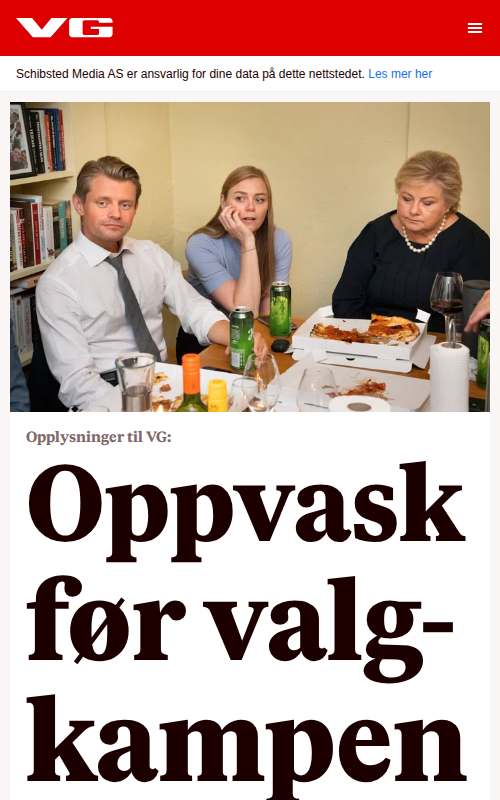 VG
Schibsted Media AS er ansvarlig for dine data på dette nettstedet. Les mer her
Opplysninger til VG:
Oppvask
før valg-
kampen